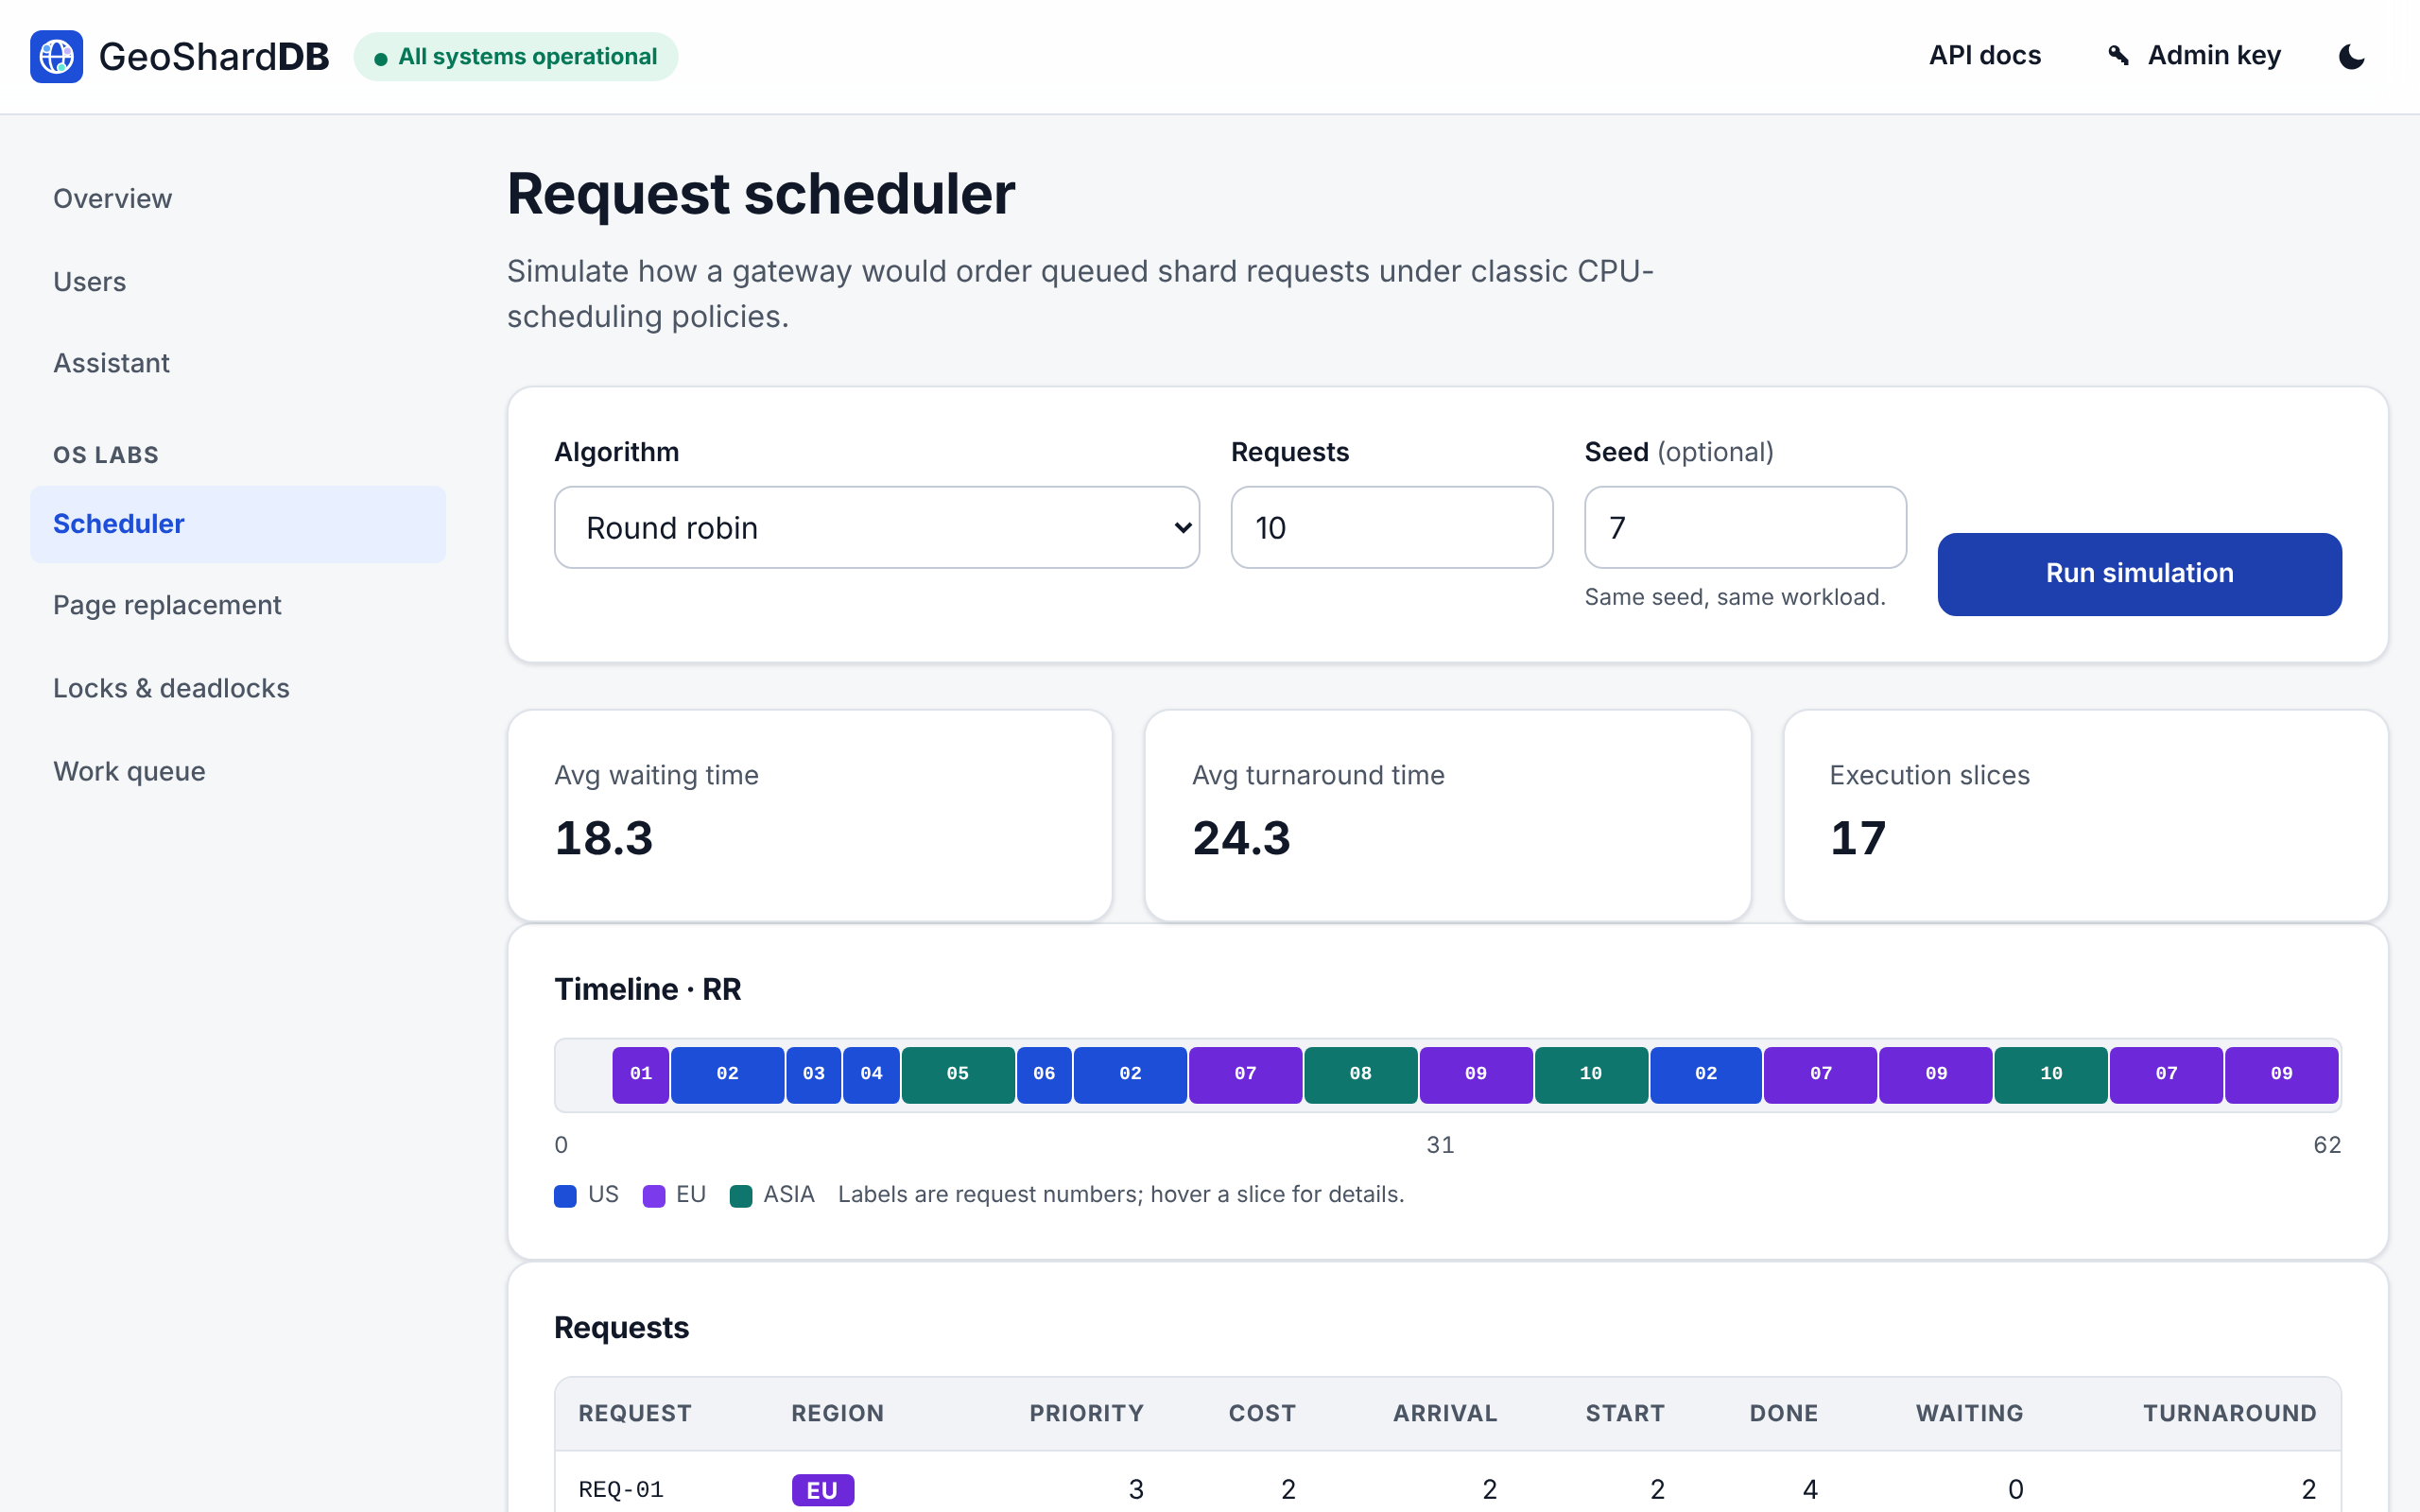 GeoShardDB
All systems operational
API docs
Admin key
Overview
Users
Assistant
OS LABS
Scheduler
Page replacement
Locks & deadlocks
Work queue
Request scheduler
Simulate how a gateway would order queued shard requests under classic CPU-
scheduling policies.
Algorithm
Requests
Seed (optional)
Round robin
10
7
Run simulation
Same seed, same workload.
Avg waiting time
18.3
Avg turnaround time
24.3
Execution slices
17
Timeline · RR
01 02 03 04 05 06 02 07 08 09 10 02 07 09 10 07 09
0 31 62
US EU ASIA Labels are request numbers; hover a slice for details.
Requests
REQUEST REGION PRIORITY COST ARRIVAL START DONE WAITING TURNAROUND
REQ-01 EU 3 2 2 2 4 0 2